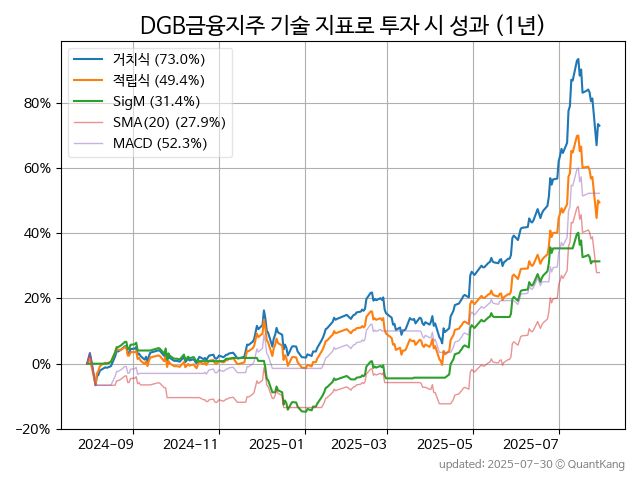 DGB금융지주 기술 지표로 투자 시 성과 (1년)
거치식 (73.0%)
적립식 (49.4%)
SigM (31.4%)
SMA(20) (27.9%)
MACD (52.3%)
80%
60%
40%
20%
0%
−20%
2024-09 2024-11 2025-01 2025-03 2025-05 2025-07
updated: 2025-07-30 © QuantKang